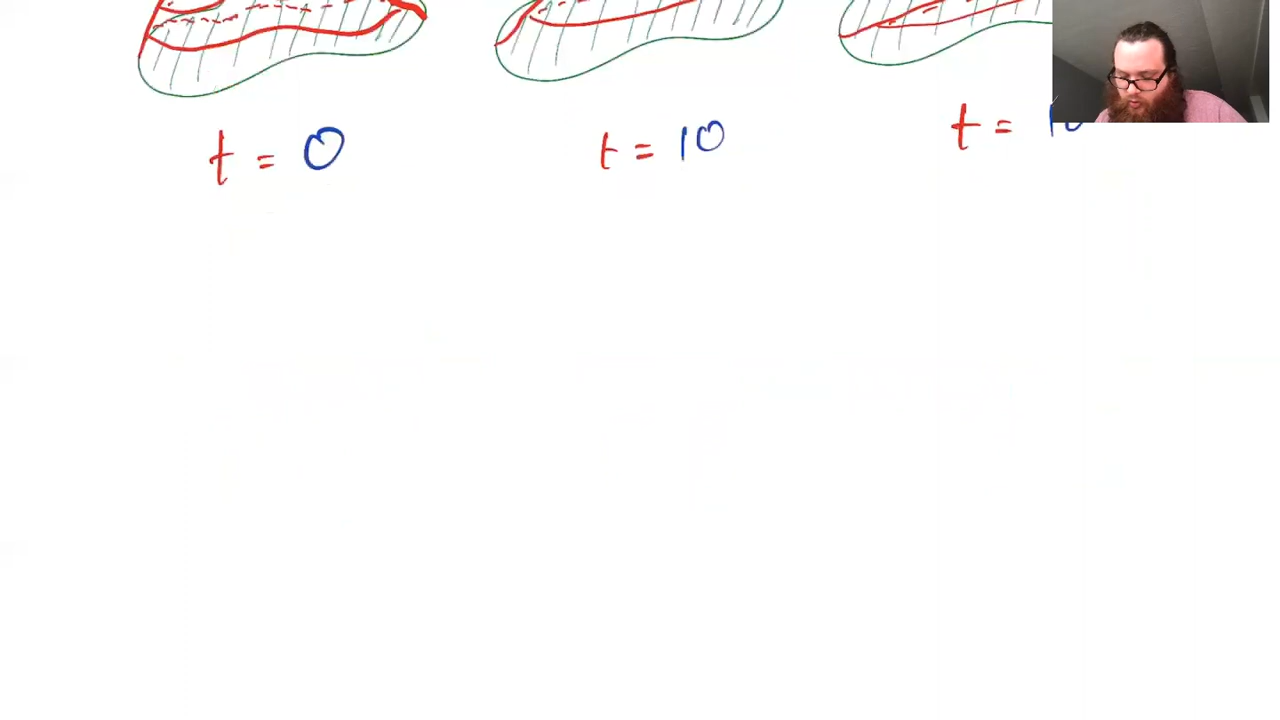 t = 0
t = 10
t =